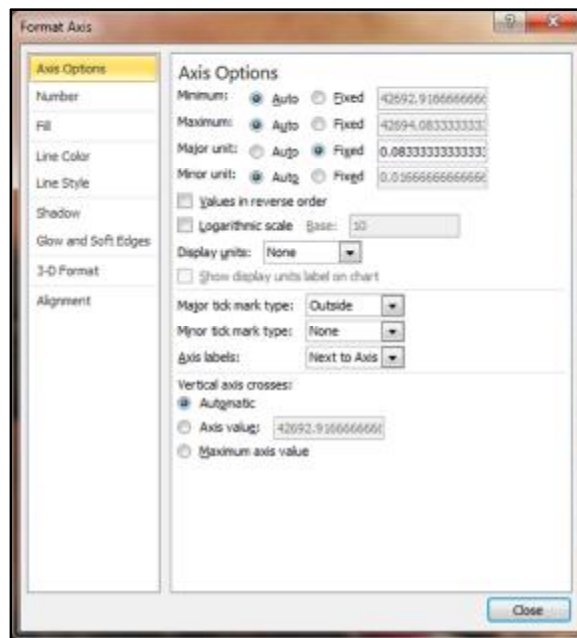 Format Axis
Axis Options
Number
Fill
Line Color
Line Style
Shadow
Glow and Soft Edges
3-D Format
Alignment
Axis Options
Minimum: Auto Fixed 42692.916666666
Maximum: Auto Fixed 42694.083333333
Major unit: Auto Fixed 0.0833333333333
Minor unit: Auto Fixed 0.0166666666666
Values in reverse order
Logarithmic scale Base: 10
Display units: None
Show display units label on chart
Major tick mark type: Outside
Minor tick mark type: None
Axis labels: Next to Axis
Vertical axis crosses:
Automatic
Axis value: 42692.916666666
Maximum axis value
Close